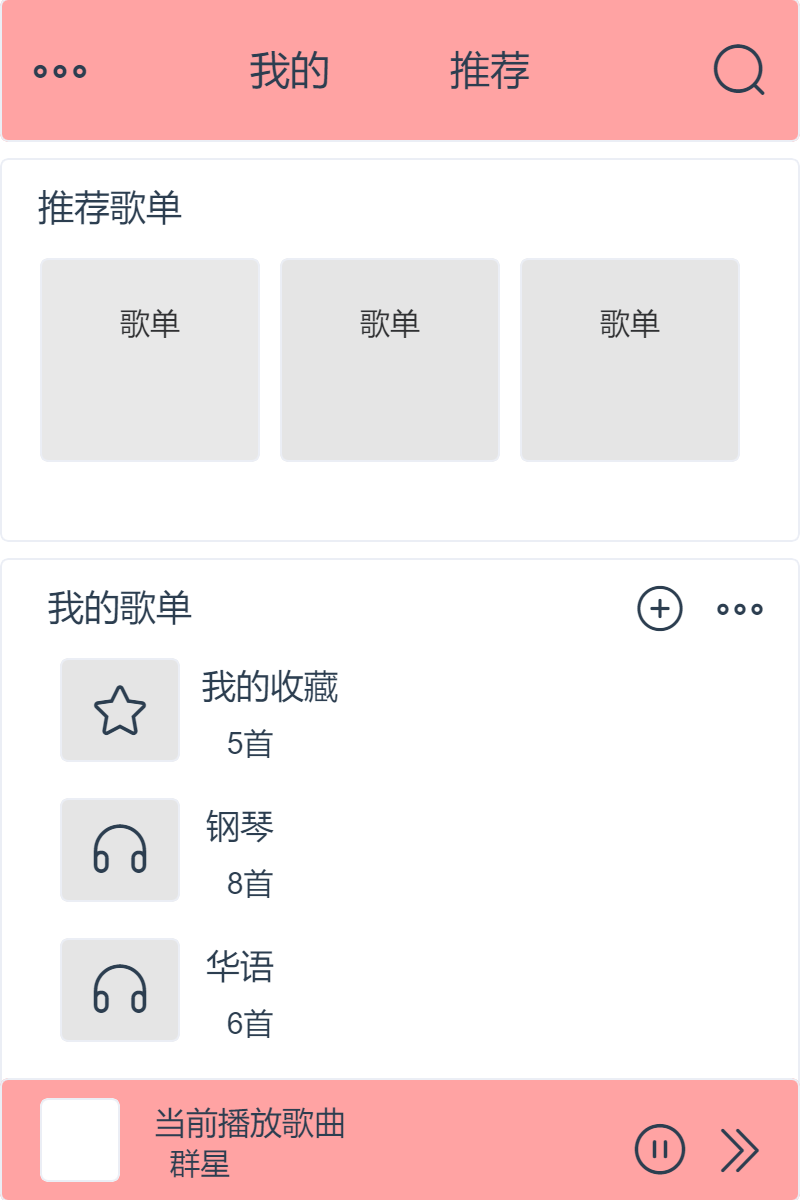 我的 推荐
推荐歌单
歌单 歌单 歌单
我的歌单
我的收藏
5首
钢琴
8首
华语
6首
当前播放歌曲
群星